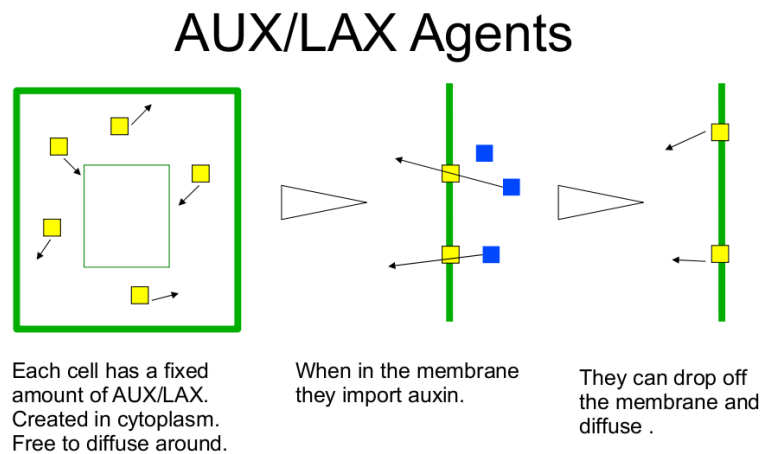 AUX/LAX Agents
Each cell has a fixed
amount of AUX/LAX.
Created in cytoplasm.
Free to diffuse around.
When in the membrane
they import auxin.
They can drop off
the membrane and
diffuse .